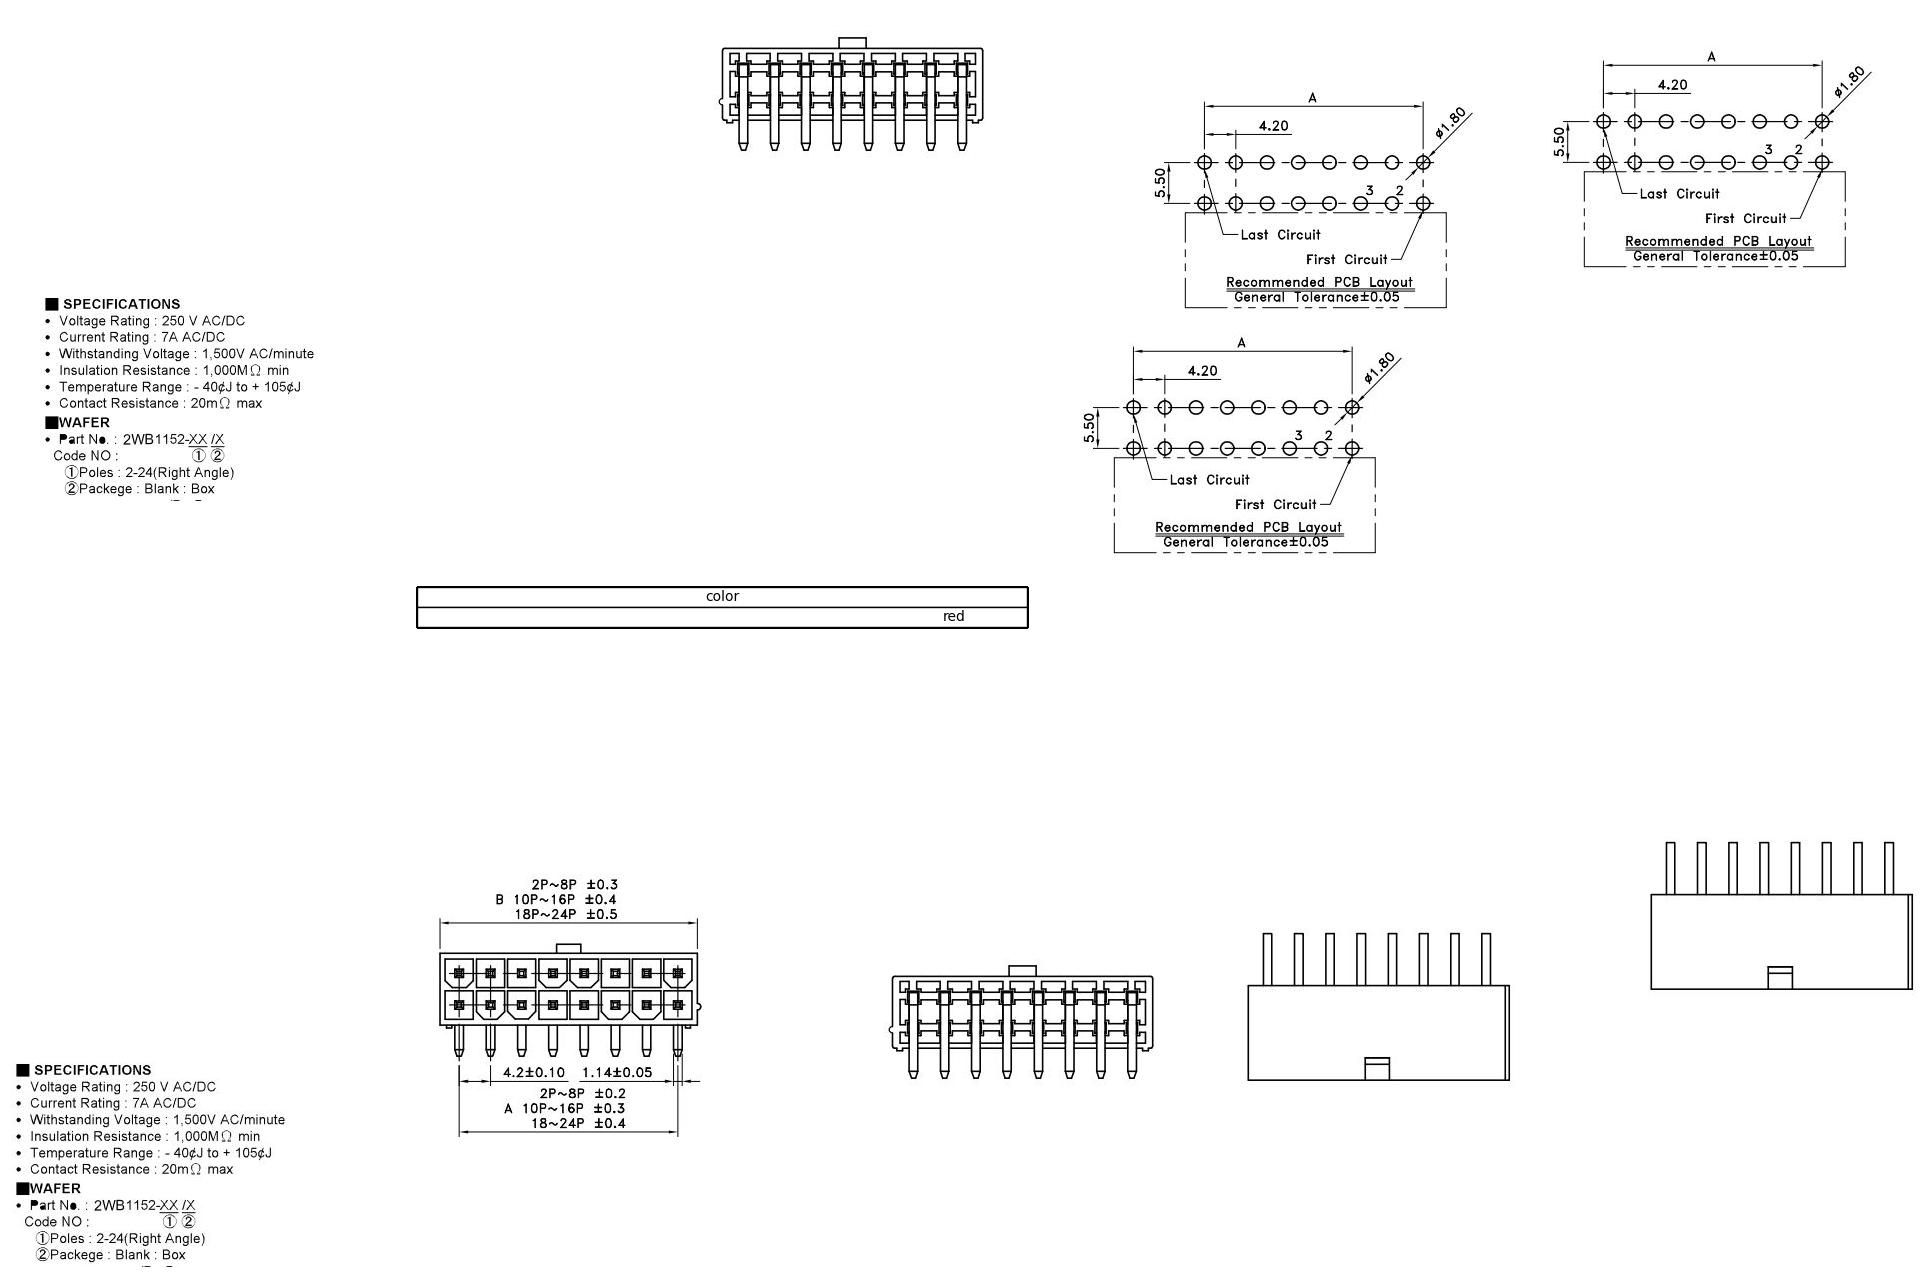 A
4.20
ø1.80
5.50
3 2
Last Circuit
First Circuit
Recommended PCB Layout
General Tolerance±0.05
A
4.20
ø1.80
5.50
3 2
Last Circuit
First Circuit
Recommended PCB Layout
General Tolerance±0.05
■ SPECIFICATIONS
• Voltage Rating : 250 V AC/DC
• Current Rating : 7A AC/DC
• Withstanding Voltage : 1,500V AC/minute
• Insulation Resistance : 1,000MΩ min
• Temperature Range : - 40¢J to + 105¢J
• Contact Resistance : 20mΩ max
■WAFER
• Part No. : 2WB1152-XX /X
Code NO : ① ②
①Poles : 2-24(Right Angle)
②Packege : Blank : Box
A
4.20
ø1.80
5.50
3 2
Last Circuit
First Circuit
Recommended PCB Layout
General Tolerance±0.05
color
red
2P~8P ±0.3
B 10P~16P ±0.4
18P~24P ±0.5
4.2±0.10 1.14±0.05
2P~8P ±0.2
A 10P~16P ±0.3
18~24P ±0.4
■ SPECIFICATIONS
• Voltage Rating : 250 V AC/DC
• Current Rating : 7A AC/DC
• Withstanding Voltage : 1,500V AC/minute
• Insulation Resistance : 1,000MΩ min
• Temperature Range : - 40¢J to + 105¢J
• Contact Resistance : 20mΩ max
■WAFER
• Part No. : 2WB1152-XX /X
Code NO : ① ②
①Poles : 2-24(Right Angle)
②Packege : Blank : Box